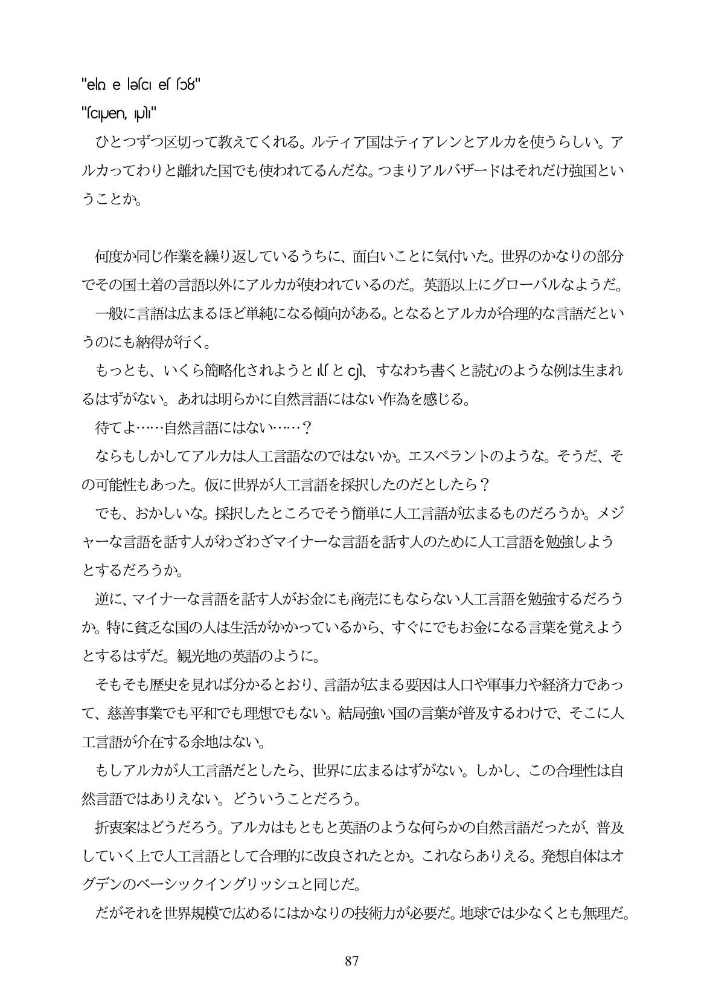 ひとつずつ区切って教えてくれる。ルティア国はティアレンとアルカを使うらしい。ア
ルカってわりと離れた国でも使われてるんだな。つまりアルバザードはそれだけ強国とい
うことか。
何度か同じ作業を繰り返しているうちに、面白いことに気付いた。世界のかなりの部分
でその国土着の言語以外にアルカが使われているのだ。英語以上にグローバルなようだ。
一般に言語は広まるほど単純になる傾向がある。となるとアルカが合理的な言語だとい
うのにも納得が行く。
もっとも、いくら簡略化されようと と 、すなわち書くと読むのような例は生まれ
るはずがない。あれは明らかに自然言語にはない作為を感じる。
待てよ……自然言語にはない……？
ならもしかしてアルカは人工言語なのではないか。エスペラントのような。そうだ、そ
の可能性もあった。仮に世界が人工言語を採択したのだとしたら？
でも、おかしいな。採択したところでそう簡単に人工言語が広まるものだろうか。メジ
ャーな言語を話す人がわざわざマイナーな言語を話す人のために人工言語を勉強しよう
とするだろうか。
逆に、マイナーな言語を話す人がお金にも商売にもならない人工言語を勉強するだろう
か。特に貧乏な国の人は生活がかかっているから、すぐにでもお金になる言葉を覚えよう
とするはずだ。観光地の英語のように。
そもそも歴史を見れば分かるとおり、言語が広まる要因は人口や軍事力や経済力であっ
て、慈善事業でも平和でも理想でもない。結局強い国の言葉が普及するわけで、そこに人
工言語が介在する余地はない。
もしアルカが人工言語だとしたら、世界に広まるはずがない。しかし、この合理性は自
然言語ではありえない。どういうことだろう。
折衷案はどうだろう。アルカはもともと英語のような何らかの自然言語だったが、普及
していく上で人工言語として合理的に改良されたとか。これならありえる。発想自体はオ
グデンのベーシックイングリッシュと同じだ。
だがそれを世界規模で広めるにはかなりの技術力が必要だ。地球では少なくとも無理だ。
87